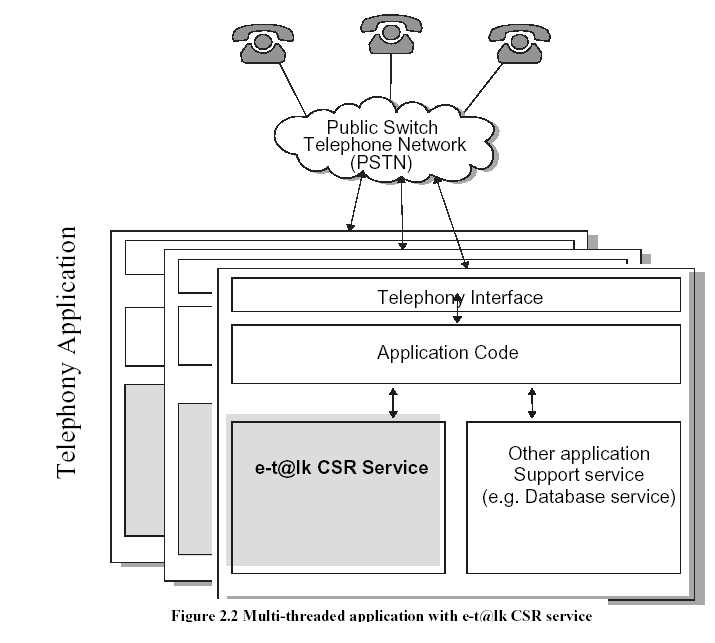 Public Switch
Telephone Network
(PSTN)
Telephony Application
Telephony Interface
Application Code
e-t@lk CSR Service
Other application
Support service
(e.g. Database service)
Figure 2.2 Multi-threaded application with e-t@lk CSR service